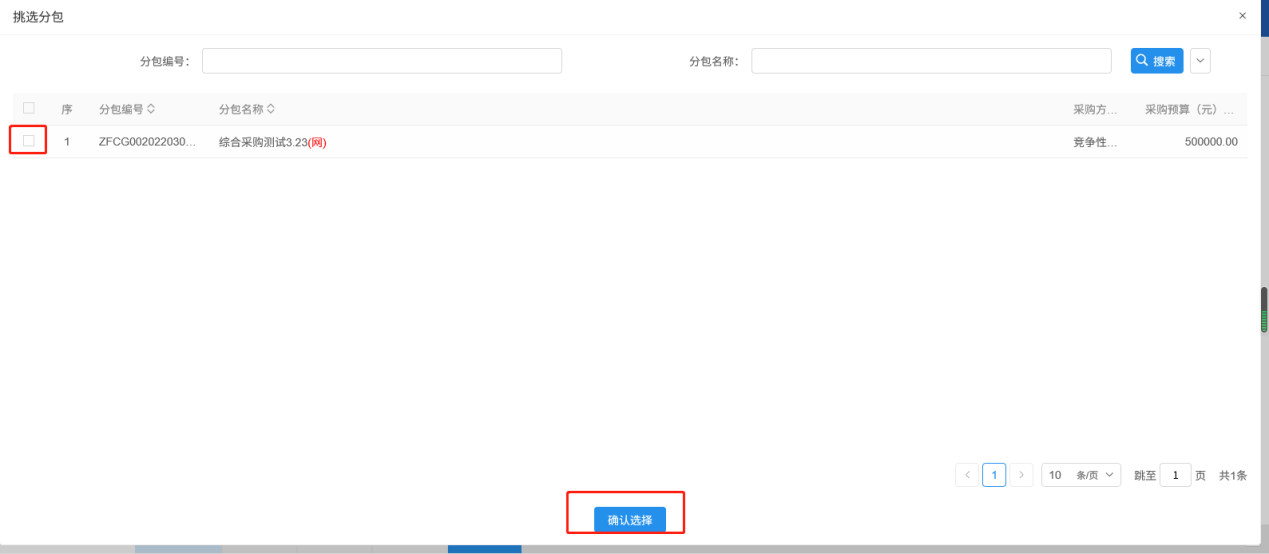 挑选分包 ×
分包编号： 分包名称： 搜索
序 分包编号 分包名称 采购方... 采购预算（元）...
1 ZFCG002022030... 综合采购测试3.23(网) 竞争性... 500000.00
1 10 条/页 跳至 1 页 共1条
确认选择